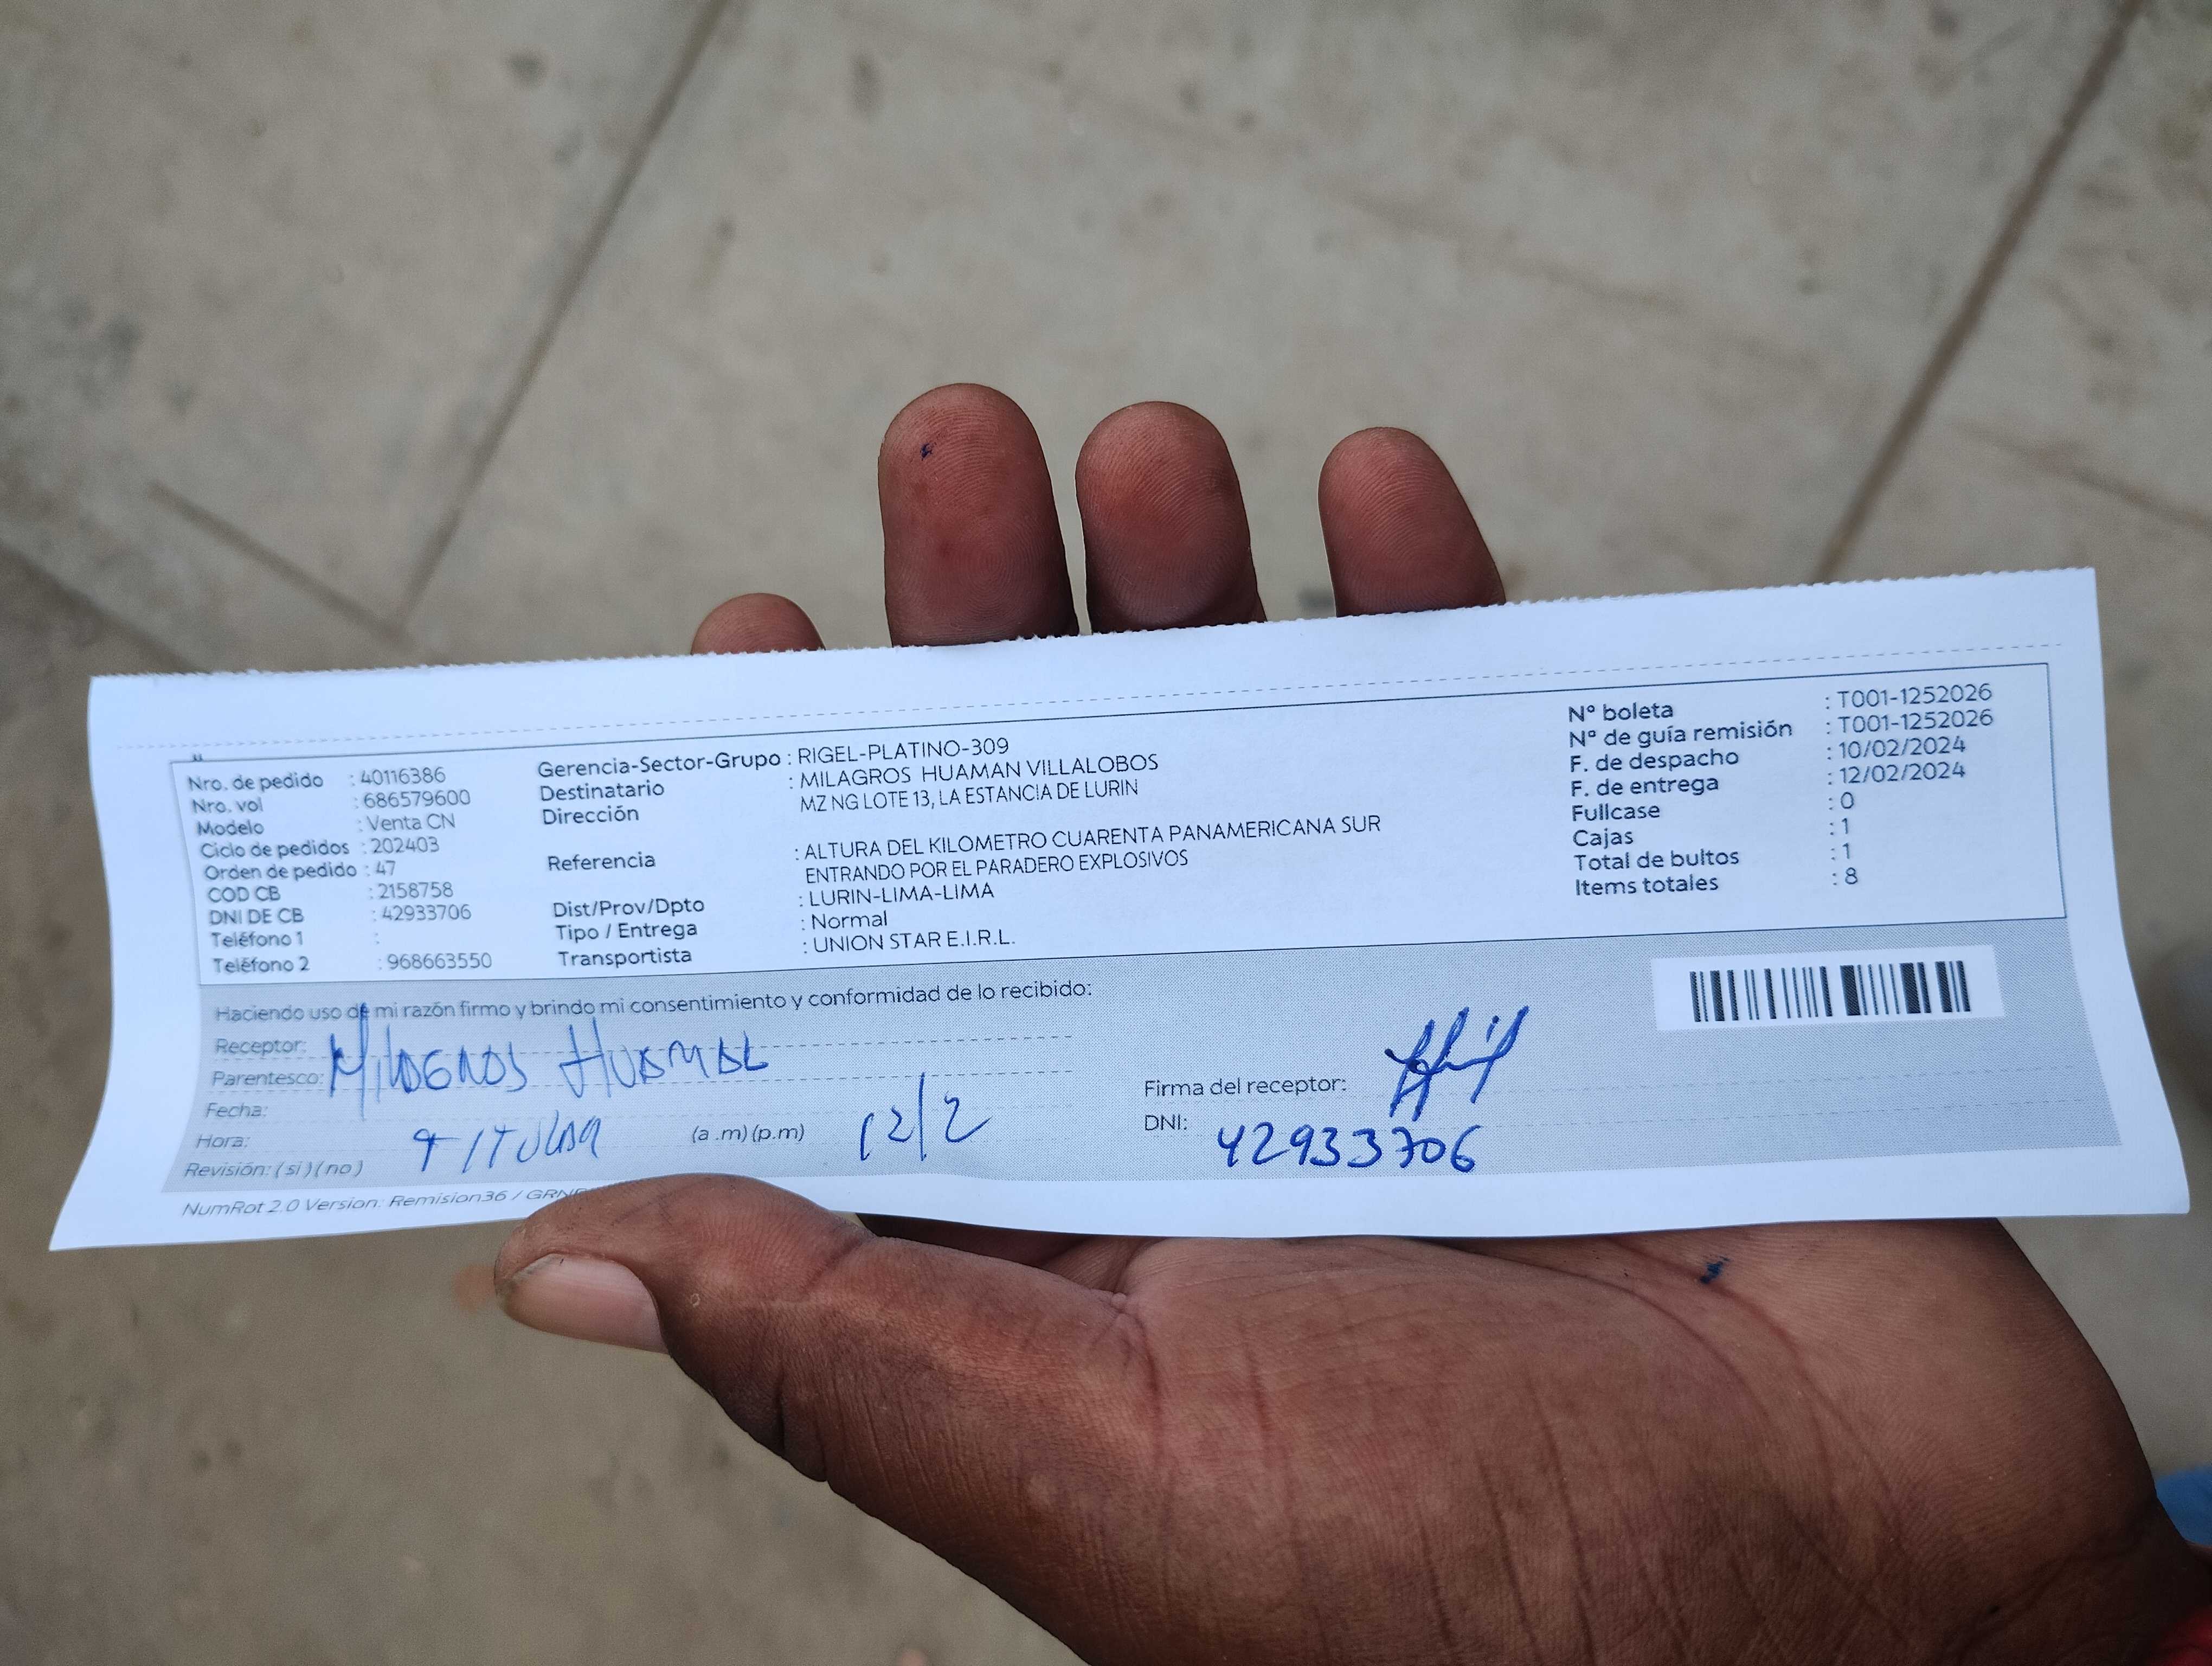 Nro. de pedido : 40116386
Nro. vol : 686579600
Modelo : Venta CN
Ciclo de pedidos : 202403
Orden de pedido : 47
COD CB : 2158758
DNI DE CB : 42933706
Teléfono 1 :
Teléfono 2 : 968663550
Gerencia-Sector-Grupo : RIGEL-PLATINO-309
Destinatario : MILAGROS HUAMAN VILLALOBOS
Dirección MZ NG LOTE 13, LA ESTANCIA DE LURIN
Referencia : ALTURA DEL KILOMETRO CUARENTA PANAMERICANA SUR
ENTRANDO POR EL PARADERO EXPLOSIVOS
Dist/Prov/Dpto : LURIN-LIMA-LIMA
Tipo / Entrega : Normal
Transportista : UNION STAR E.I.R.L.
Nº boleta : T001-1252026
Nº de guía remisión : T001-1252026
F. de despacho : 10/02/2024
F. de entrega : 12/02/2024
Fullcase : 0
Cajas : 1
Total de bultos : 1
Items totales : 8
Haciendo uso de mi razón firmo y brindo mi consentimiento y conformidad de lo recibido:
Receptor:
Parentesco: MILAGROS
Fecha:
Hora: TITULAR (a .m) (p.m) 12/2
Revisión: ( si ) ( no )
Firma del receptor:
DNI: 42933706
NumRot 2.0 Version: Remision36 /